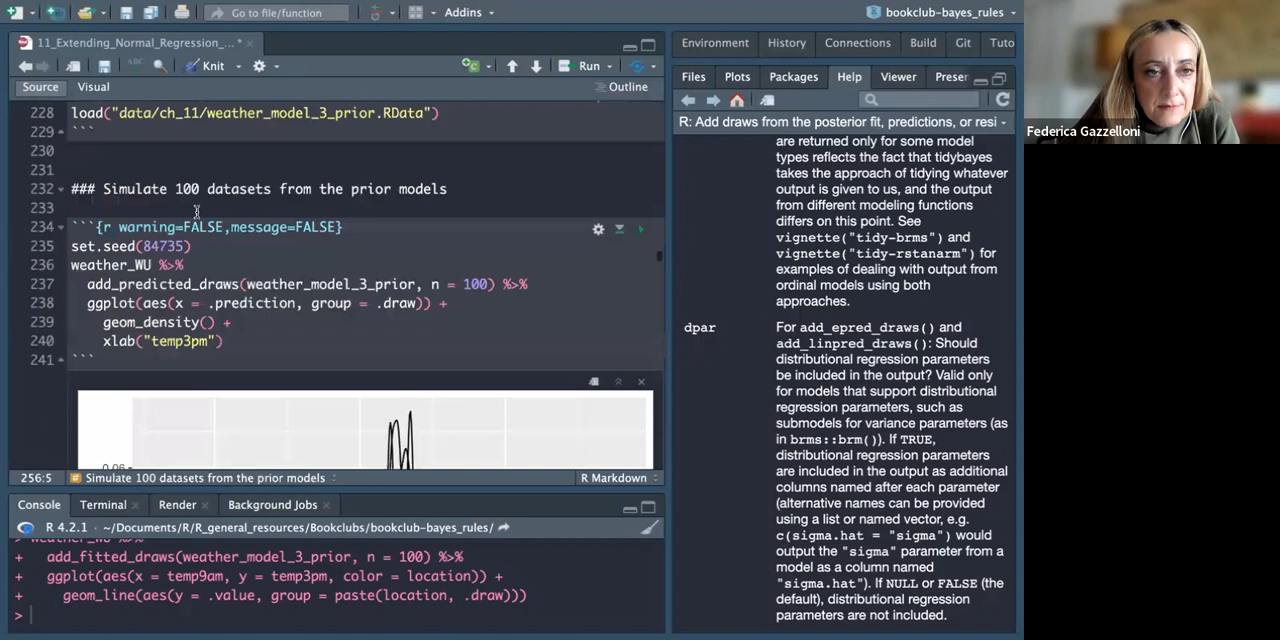 Go to file/function
Addins
bookclub-bayes_rules
11_Extending_Normal_Regression_...*
Knit
Run
Source
Visual
Outline
228 load("data/ch_11/weather_model_3_prior.RData")
229 ```
230
231
232 ### Simulate 100 datasets from the prior models
233
234 ```{r warning=FALSE,message=FALSE}
235 set.seed(84735)
236 weather_WU %>%
237 add_predicted_draws(weather_model_3_prior, n = 100) %>%
238 ggplot(aes(x = .prediction, group = .draw)) +
239 geom_density() +
240 xlab("temp3pm")
241 ```
0.06
256:5
Simulate 100 datasets from the prior models
R Markdown
Console
Terminal
Render
Background Jobs
R 4.2.1 · ~/Documents/R/R_general_resources/Bookclubs/bookclub-bayes_rules/
weather_WU %>%
+ add_fitted_draws(weather_model_3_prior, n = 100) %>%
+ ggplot(aes(x = temp9am, y = temp3pm, color = location)) +
+ geom_line(aes(y = .value, group = paste(location, .draw)))
>
Environment
History
Connections
Build
Git
Tuto
Files
Plots
Packages
Help
Viewer
Preser
R: Add draws from the posterior fit, predictions, or resi
are returned only for some model
types reflects the fact that tidybayes
takes the approach of tidying whatever
output is given to us, and the output
from different modeling functions
differs on this point. See
vignette("tidy-brms") and
vignette("tidy-rstanarm") for
examples of dealing with output from
ordinal models using both
approaches.
dpar
For add_epred_draws() and
add_linpred_draws(): Should
distributional regression parameters
be included in the output? Valid only
for models that support distributional
regression parameters, such as
submodels for variance parameters (as
in brms::brm()). If TRUE,
distributional regression parameters
are included in the output as additional
columns named after each parameter
(alternative names can be provided
using a list or named vector, e.g.
c(sigma.hat = "sigma") would
output the "sigma" parameter from a
model as a column named
"sigma.hat"). If NULL or FALSE (the
default), distributional regression
parameters are not included.
Federica Gazzelloni